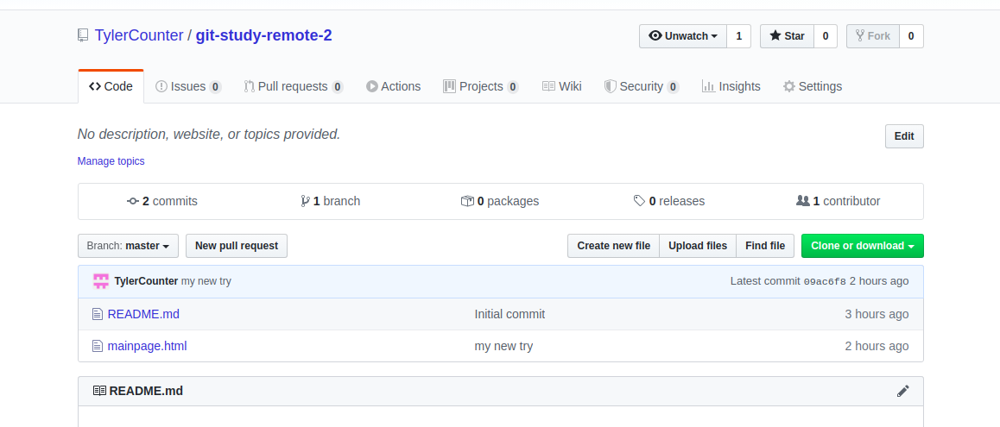 TylerCounter / git-study-remote-2
Unwatch 1 Star 0 Fork 0
Code Issues 0 Pull requests 0 Actions Projects 0 Wiki Security 0 Insights Settings
No description, website, or topics provided.
Edit
Manage topics
2 commits 1 branch 0 packages 0 releases 1 contributor
Branch: master New pull request Create new file Upload files Find file Clone or download
TylerCounter my new try Latest commit 09ac6f8 2 hours ago
README.md Initial commit 3 hours ago
mainpage.html my new try 2 hours ago
README.md